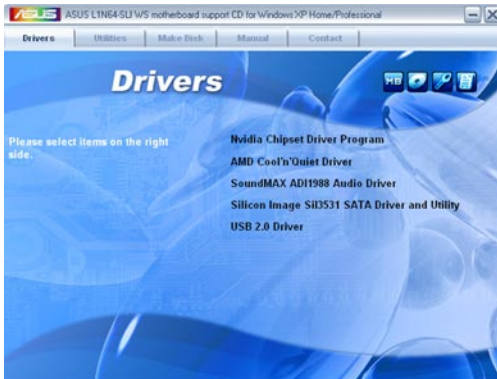 ASUS ASUS L1N64-SLI WS motherboard support CD for Windows XP Home/Professional
Drivers Utilities Make Disk Manual Contact
Drivers
MB
Please select items on the right
side.
Nvidia Chipset Driver Program
AMD Cool'n'Quiet Driver
SoundMAX ADI1988 Audio Driver
Silicon Image Sil3531 SATA Driver and Utility
USB 2.0 Driver